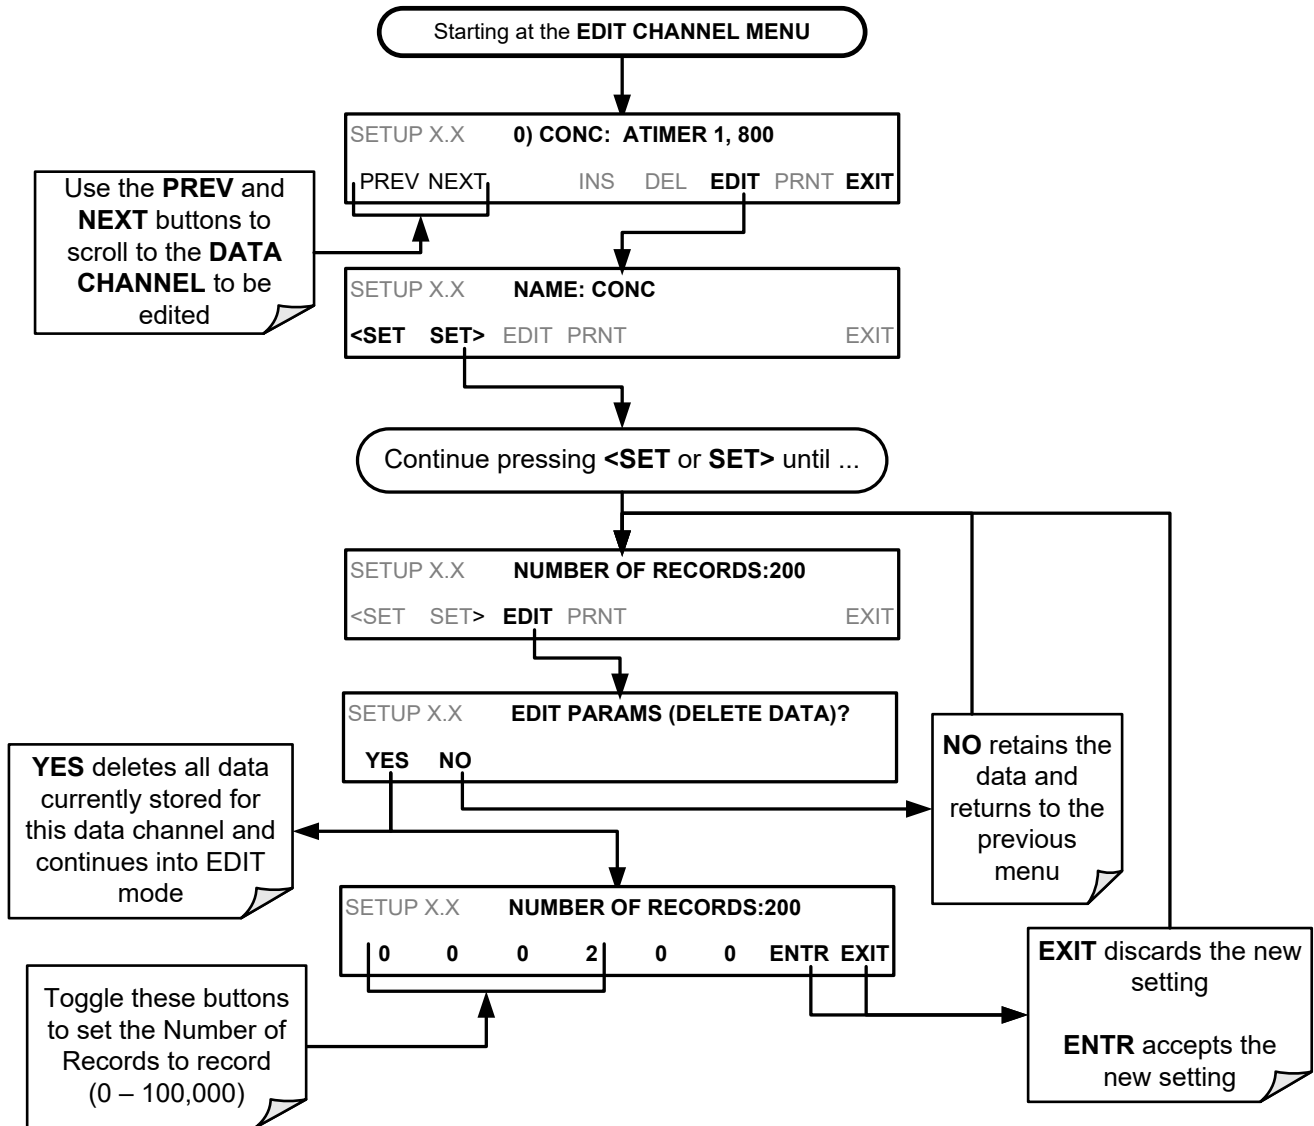 Starting at the EDIT CHANNEL MENU
SETUP X.X 0) CONC: ATIMER 1, 800
PREV NEXT INS DEL EDIT PRNT EXIT
Use the PREV and
NEXT buttons to
scroll to the DATA
CHANNEL to be
edited
SETUP X.X NAME: CONC
<SET SET> EDIT PRNT EXIT
Continue pressing <SET or SET> until ...
SETUP X.X NUMBER OF RECORDS:200
<SET SET> EDIT PRNT EXIT
SETUP X.X EDIT PARAMS (DELETE DATA)?
YES NO
YES deletes all data
currently stored for
this data channel and
continues into EDIT
mode
NO retains the
data and
returns to the
previous
menu
SETUP X.X NUMBER OF RECORDS:200
0 0 0 2 0 0 ENTR EXIT
Toggle these buttons
to set the Number of
Records to record
(0 – 100,000)
EXIT discards the new
setting
ENTR accepts the
new setting